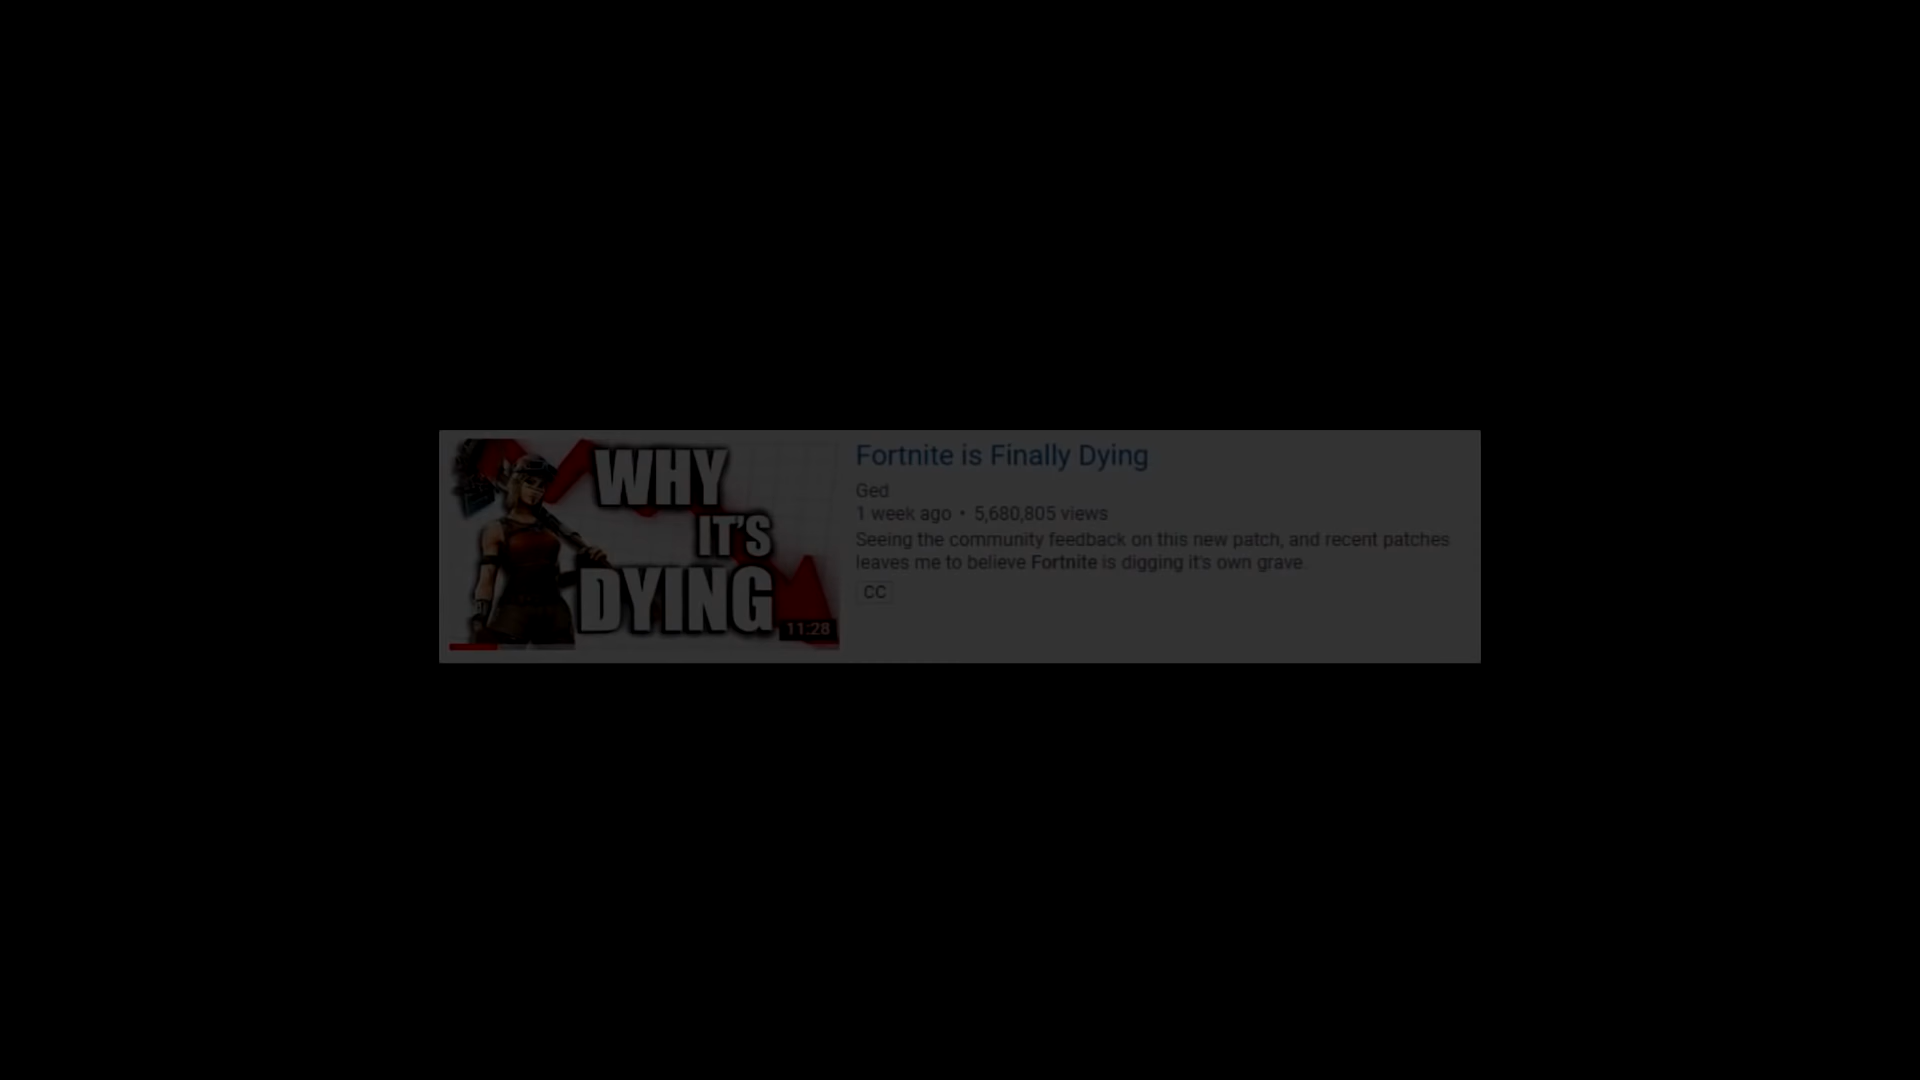 WHY
IT'S
DYING
11:28
Fortnite is Finally Dying
Ged
1 week ago • 5,680,805 views
Seeing the community feedback on this new patch, and recent patches
leaves me to believe Fortnite is digging it's own grave.
CC